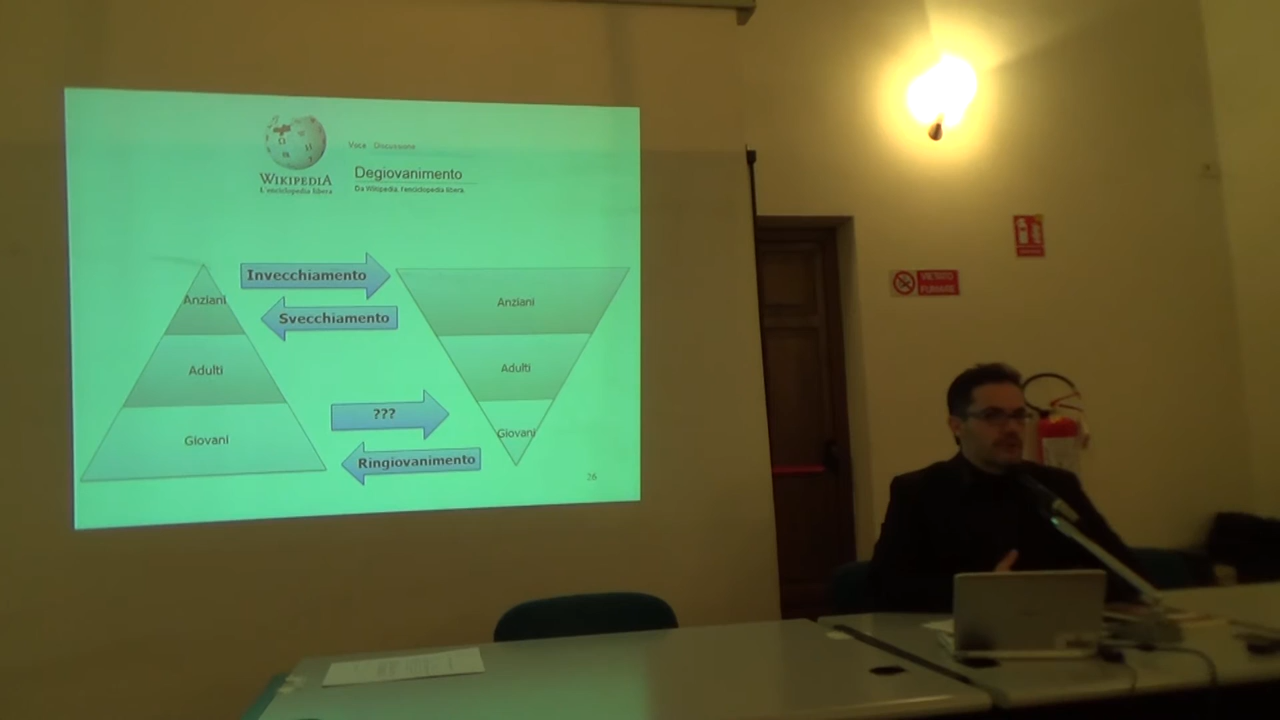 Voce Discussione
WIKIPEDIA
L'enciclopedia libera
Degiovanimento
Da Wikipedia, l'enciclopedia libera.
Invecchiamento
Svecchiamento
Anziani
Adulti
Giovani
Anziani
Adulti
Giovani
???
Ringiovanimento
26
VIETATO
FUMARE